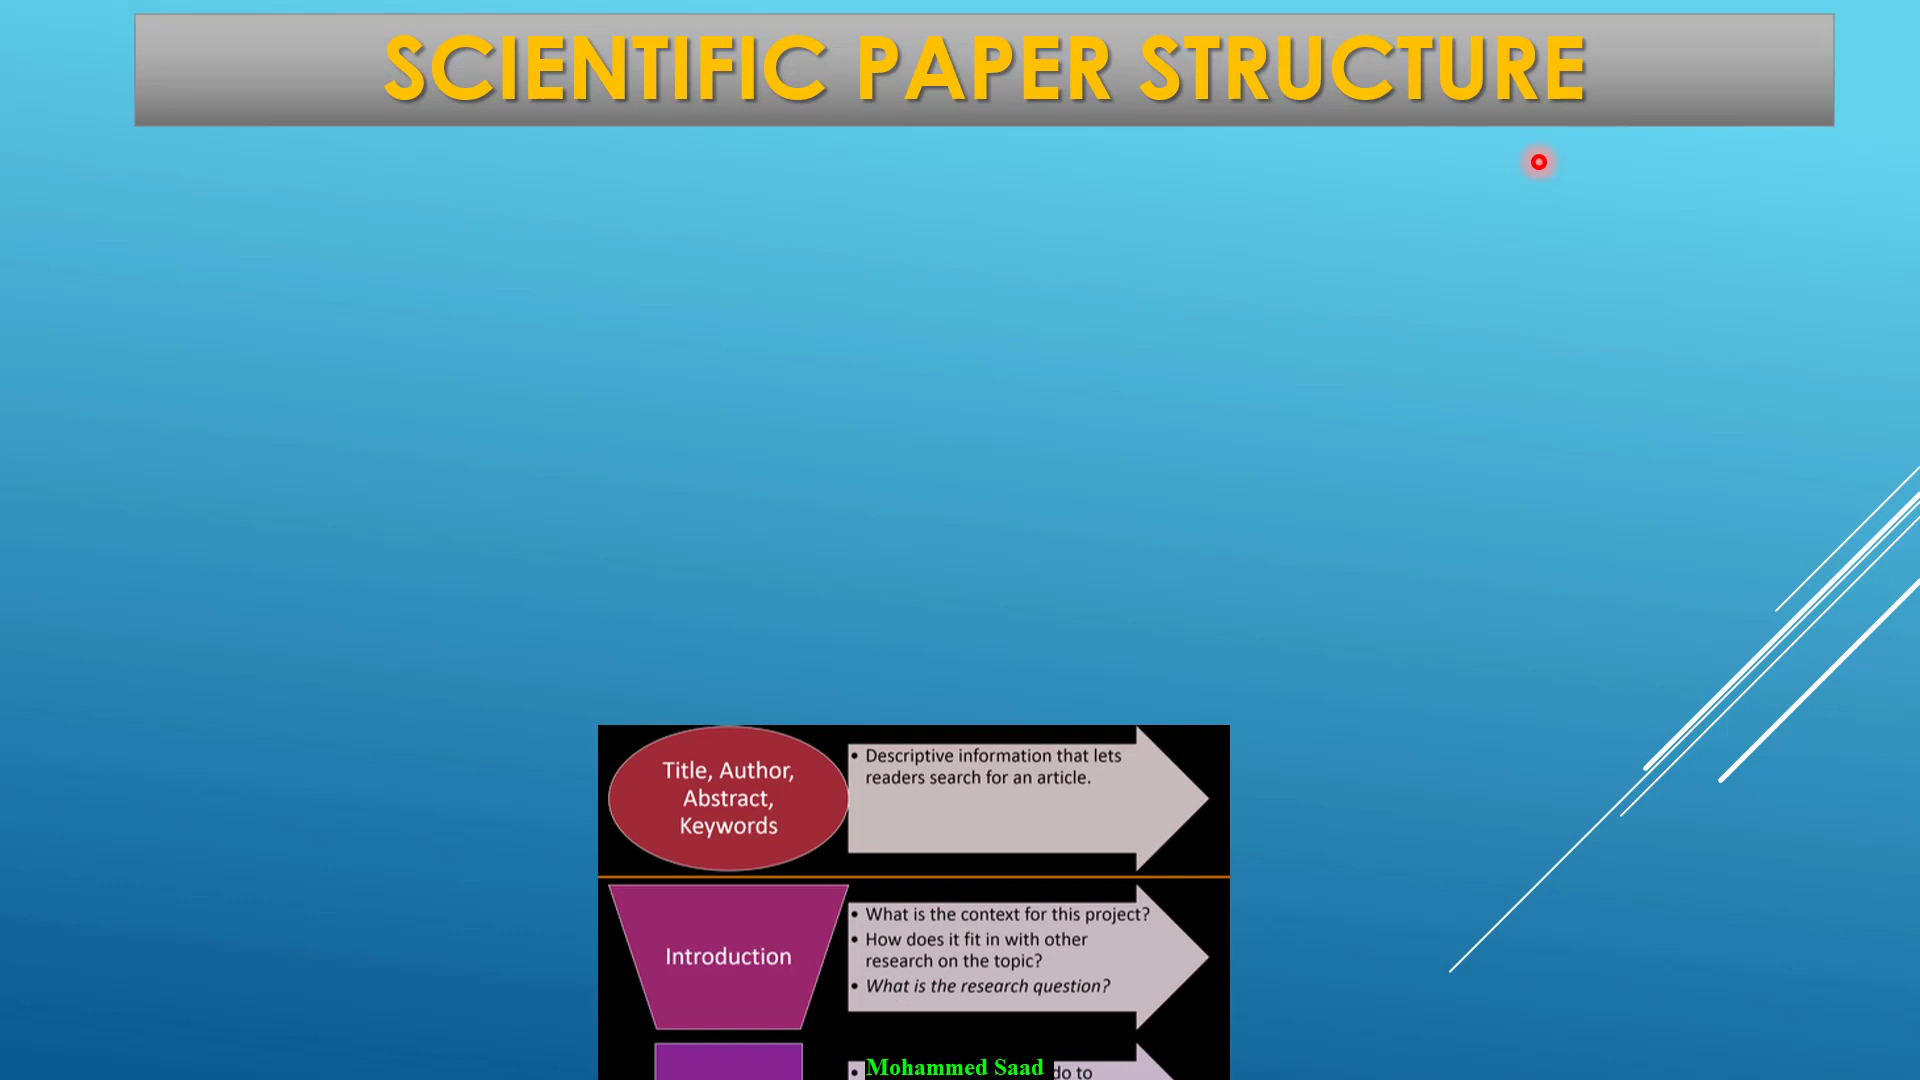 SCIENTIFIC PAPER STRUCTURE
Title, Author,
Abstract,
Keywords
• Descriptive information that lets
readers search for an article.
Introduction
• What is the context for this project?
• How does it fit in with other
research on the topic?
• What is the research question?
• do to
Mohammed Saad